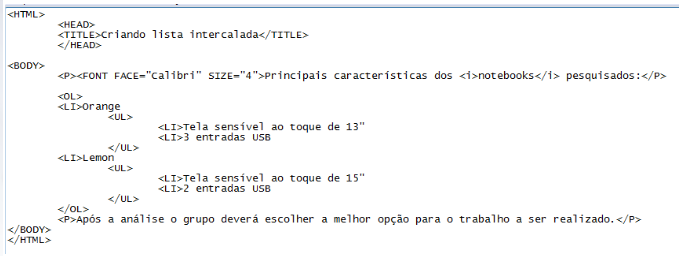 <HTML>
<HEAD>
<TITLE>Criando lista intercalada</TITLE>
</HEAD>
<BODY>
<P><FONT FACE="Calibri" SIZE="4">Principais características dos <i>notebooks</i> pesquisados:</P>
<OL>
<LI>Orange
<UL>
<LI>Tela sensível ao toque de 13"
<LI>3 entradas USB
</UL>
<LI>Lemon
<UL>
<LI>Tela sensível ao toque de 15"
<LI>2 entradas USB
</UL>
</OL>
<P>Após a análise o grupo deverá escolher a melhor opção para o trabalho a ser realizado.</P>
</BODY>
</HTML>